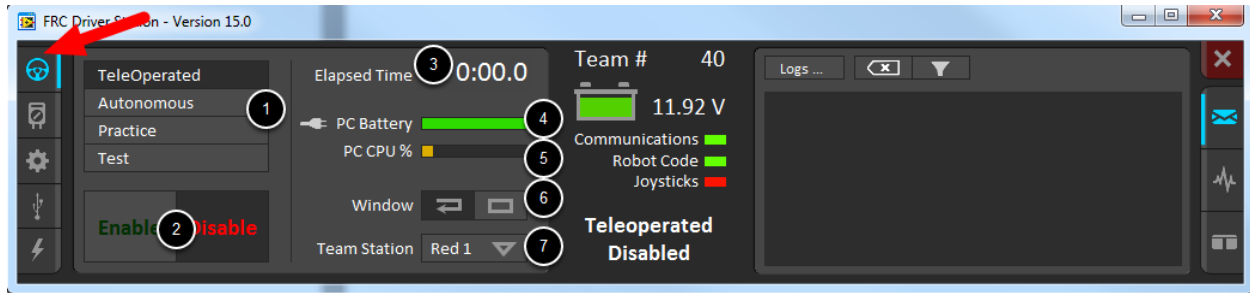 FRC Driver Station - Version 15.0
TeleOperated
Autonomous
Practice
Test
1
Enable
2
Disable
Elapsed Time
3
0:00.0
PC Battery
4
PC CPU %
5
Window
6
Team Station
Red 1
7
Team # 40
11.92 V
Communications
Robot Code
Joysticks
Teleoperated
Disabled
Logs ...